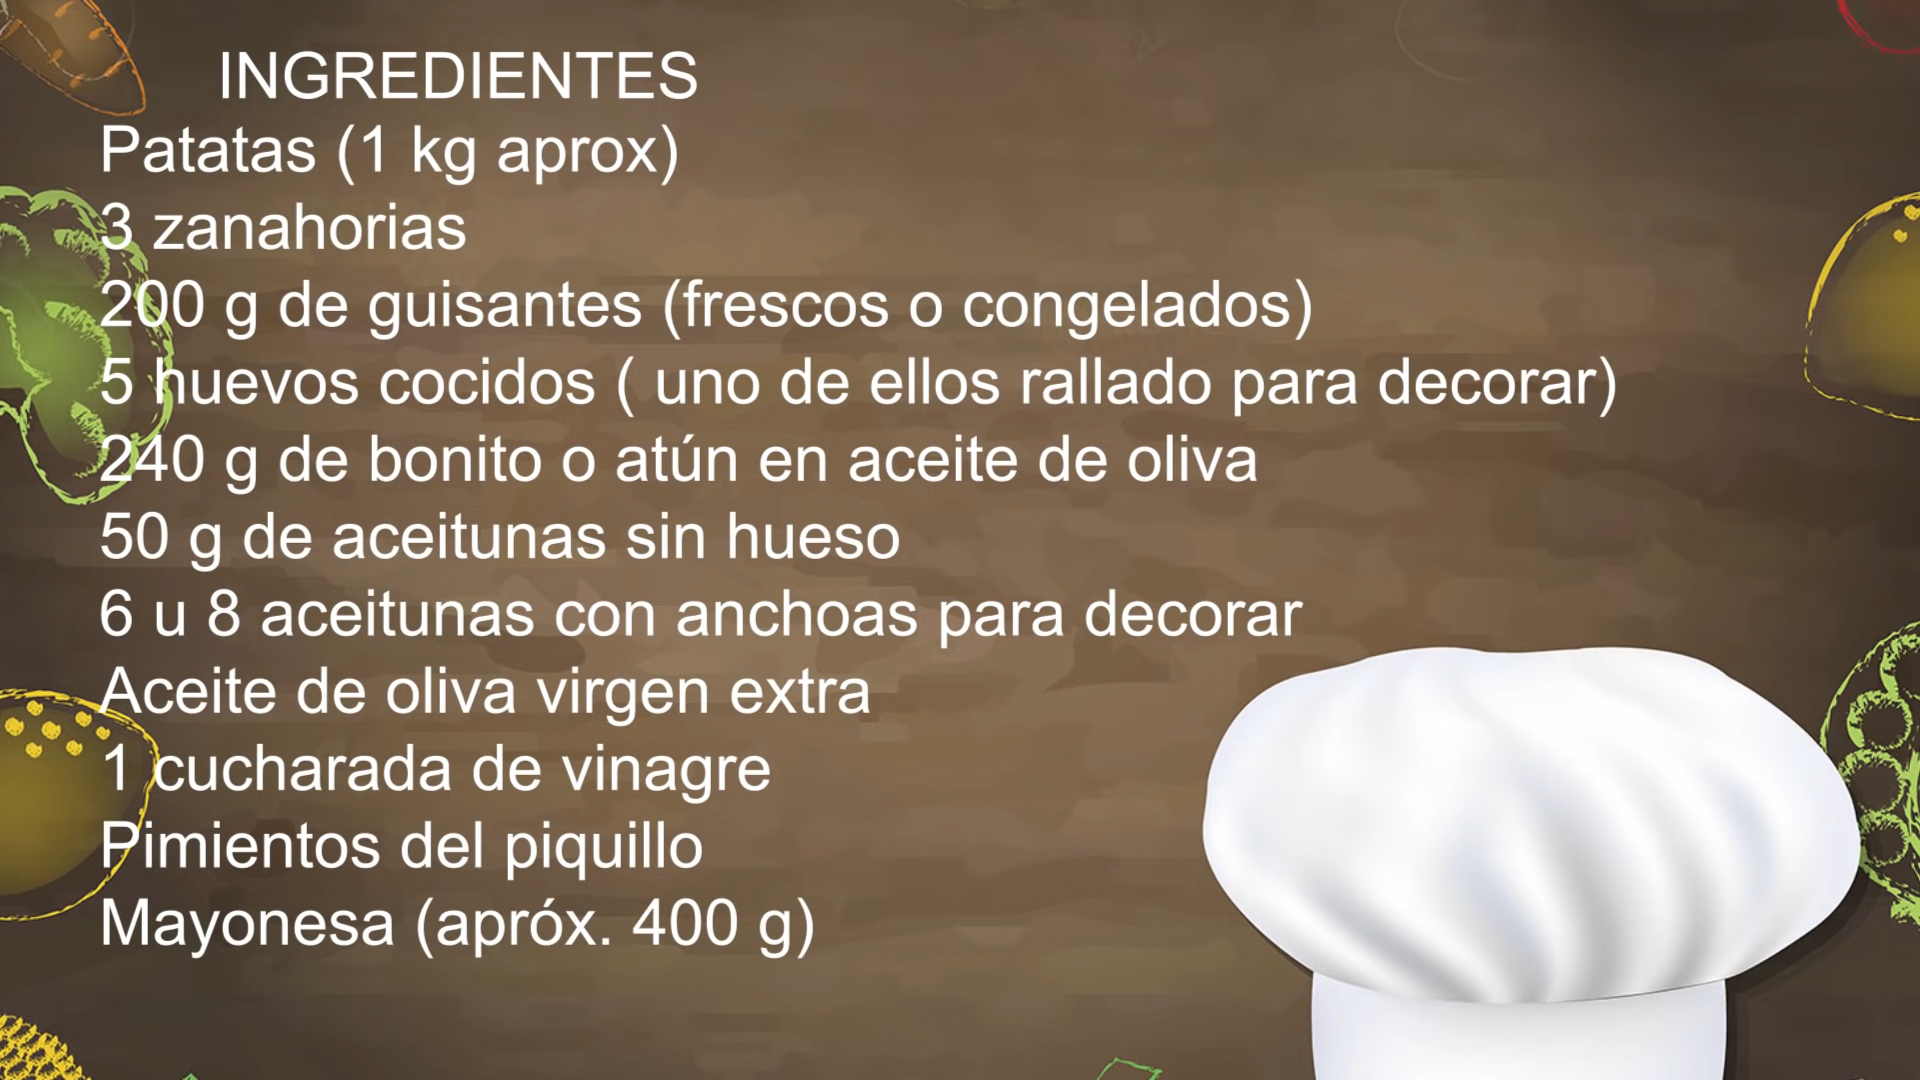 INGREDIENTES
Patatas (1 kg aprox)
3 zanahorias
200 g de guisantes (frescos o congelados)
5 huevos cocidos ( uno de ellos rallado para decorar)
240 g de bonito o atún en aceite de oliva
50 g de aceitunas sin hueso
6 u 8 aceitunas con anchoas para decorar
Aceite de oliva virgen extra
1 cucharada de vinagre
Pimientos del piquillo
Mayonesa (apróx. 400 g)